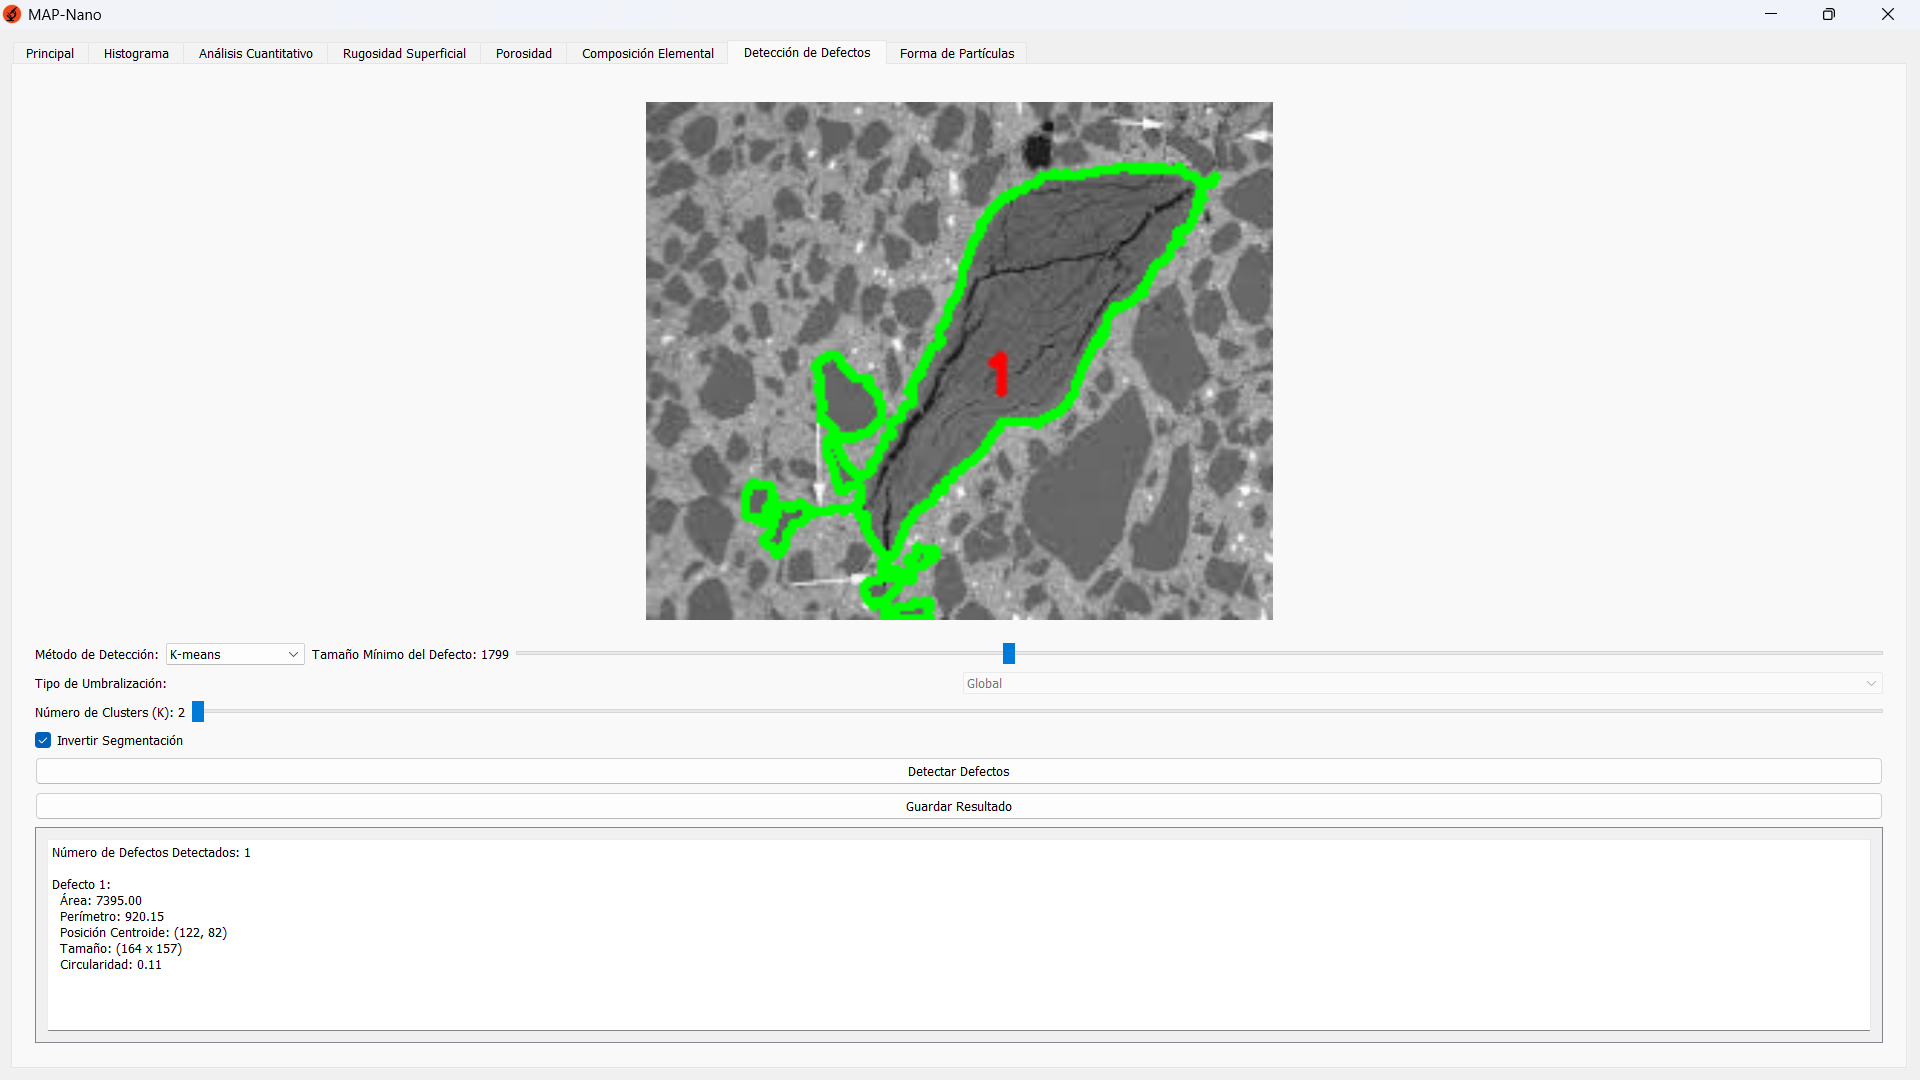 MAP-Nano
Principal Histograma Análisis Cuantitativo Rugosidad Superficial Porosidad Composición Elemental Detección de Defectos Forma de Partículas
1
Método de Detección: K-means Tamaño Mínimo del Defecto: 1799
Tipo de Umbralización: Global
Número de Clusters (K): 2
Invertir Segmentación
Detectar Defectos
Guardar Resultado
Número de Defectos Detectados: 1
Defecto 1:
Área: 7395.00
Perímetro: 920.15
Posición Centroide: (122, 82)
Tamaño: (164 x 157)
Circularidad: 0.11